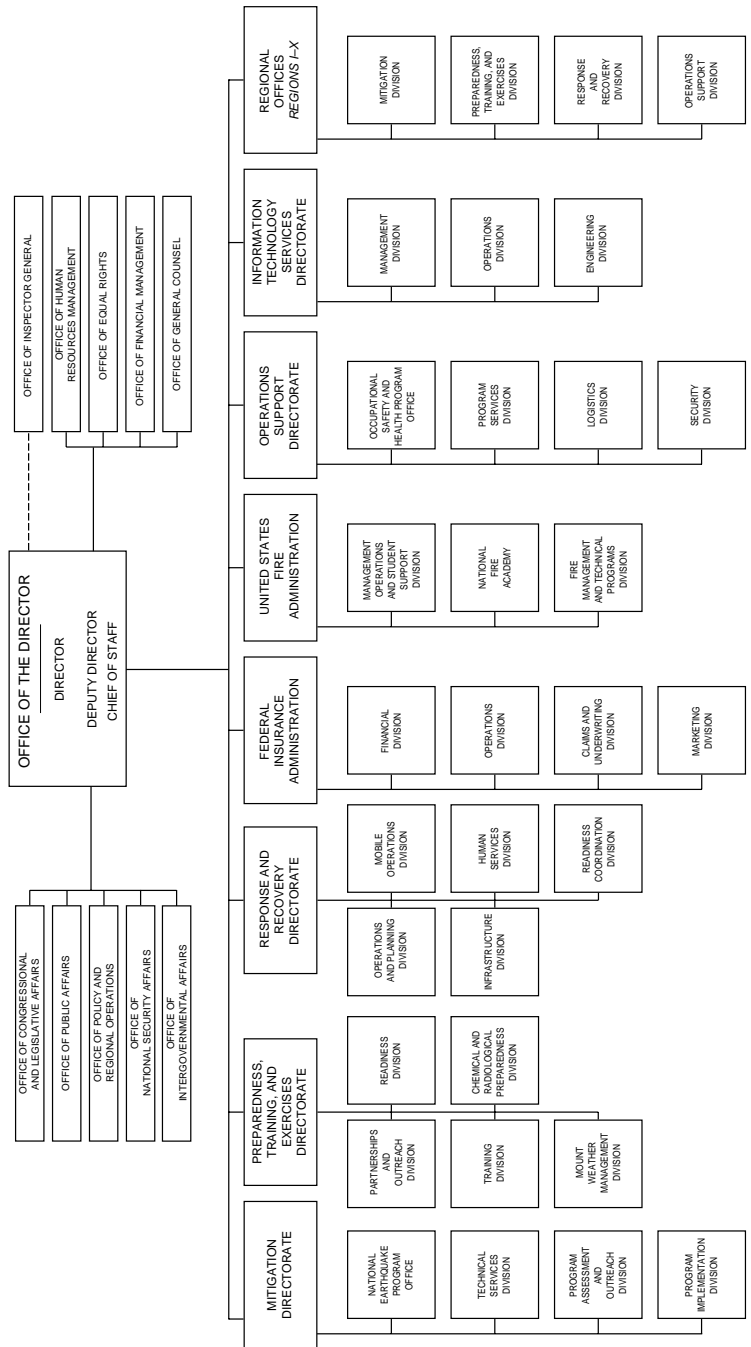 OFFICE OF THE DIRECTOR
DIRECTOR
DEPUTY DIRECTOR
CHIEF OF STAFF
OFFICE OF CONGRESSIONAL
AND LEGISLATIVE AFFAIRS
OFFICE OF PUBLIC AFFAIRS
OFFICE OF POLICY AND
REGIONAL OPERATIONS
OFFICE OF
NATIONAL SECURITY AFFAIRS
OFFICE OF
INTERGOVERNMENTAL AFFAIRS
OFFICE OF INSPECTOR GENERAL
OFFICE OF HUMAN
RESOURCES MANAGEMENT
OFFICE OF EQUAL RIGHTS
OFFICE OF FINANCIAL MANAGEMENT
OFFICE OF GENERAL COUNSEL
MITIGATION
DIRECTORATE
NATIONAL
EARTHQUAKE
PROGRAM
OFFICE
TECHNICAL
SERVICES
DIVISION
PROGRAM
ASSESSMENT
AND
OUTREACH
DIVISION
PROGRAM
IMPLEMENTATION
DIVISION
PREPAREDNESS,
TRAINING, AND
EXERCISES
DIRECTORATE
PARTNERSHIPS
AND
OUTREACH
DIVISION
READINESS
DIVISION
TRAINING
DIVISION
CHEMICAL AND
RADIOLOGICAL
PREPAREDNESS
DIVISION
MOUNT
WEATHER
MANAGEMENT
DIVISION
RESPONSE AND
RECOVERY
DIRECTORATE
OPERATIONS
AND PLANNING
DIVISION
MOBILE
OPERATIONS
DIVISION
INFRASTRUCTURE
DIVISION
HUMAN
SERVICES
DIVISION
READINESS
COORDINATION
DIVISION
FEDERAL
INSURANCE
ADMINISTRATION
FINANCIAL
DIVISION
OPERATIONS
DIVISION
CLAIMS AND
UNDERWRITING
DIVISION
MARKETING
DIVISION
UNITED STATES
FIRE
ADMINISTRATION
MANAGEMENT
OPERATIONS
AND STUDENT
SUPPORT
DIVISION
NATIONAL
FIRE
ACADEMY
FIRE
MANAGEMENT
AND TECHNICAL
PROGRAMS
DIVISION
OPERATIONS
SUPPORT
DIRECTORATE
OCCUPATIONAL
SAFETY AND
HEALTH PROGRAM
OFFICE
PROGRAM
SERVICES
DIVISION
LOGISTICS
DIVISION
SECURITY
DIVISION
INFORMATION
TECHNOLOGY
SERVICES
DIRECTORATE
MANAGEMENT
DIVISION
OPERATIONS
DIVISION
ENGINEERING
DIVISION
REGIONAL
OFFICES
REGIONS I–X
MITIGATION
DIVISION
PREPAREDNESS,
TRAINING, AND
EXERCISES
DIVISION
RESPONSE
AND
RECOVERY
DIVISION
OPERATIONS
SUPPORT
DIVISION